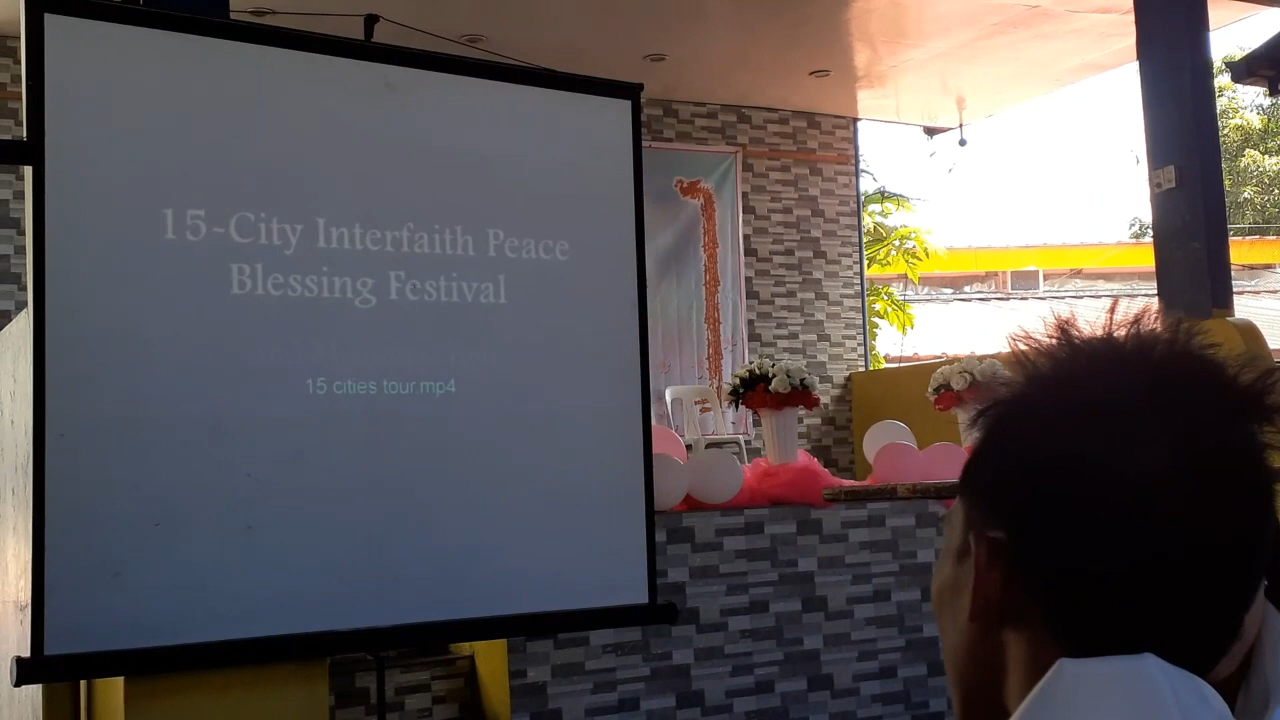 15-City Interfaith Peace
Blessing Festival
15 cities tour.mp4